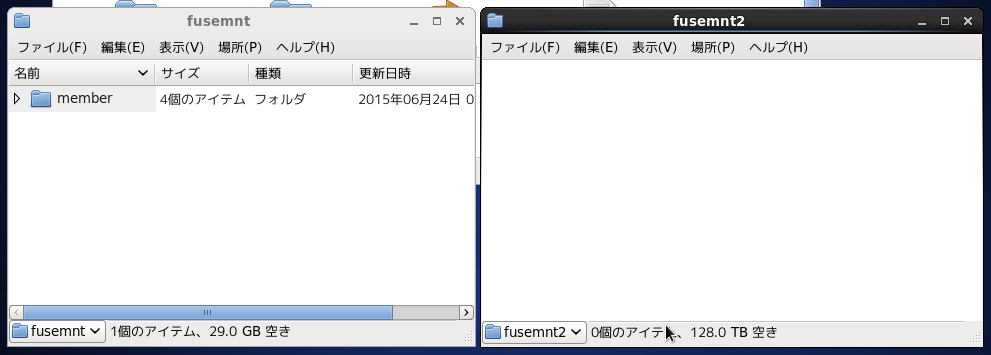 fusemnt
ファイル(F) 編集(E) 表示(V) 場所(P) ヘルプ(H)
名前 サイズ 種類 更新日時
member 4個のアイテム フォルダ 2015年06月24日 0
fusemnt 1個のアイテム、29.0 GB 空き
fusemnt2
ファイル(F) 編集(E) 表示(V) 場所(P) ヘルプ(H)
fusemnt2 0個のアイテム、128.0 TB 空き